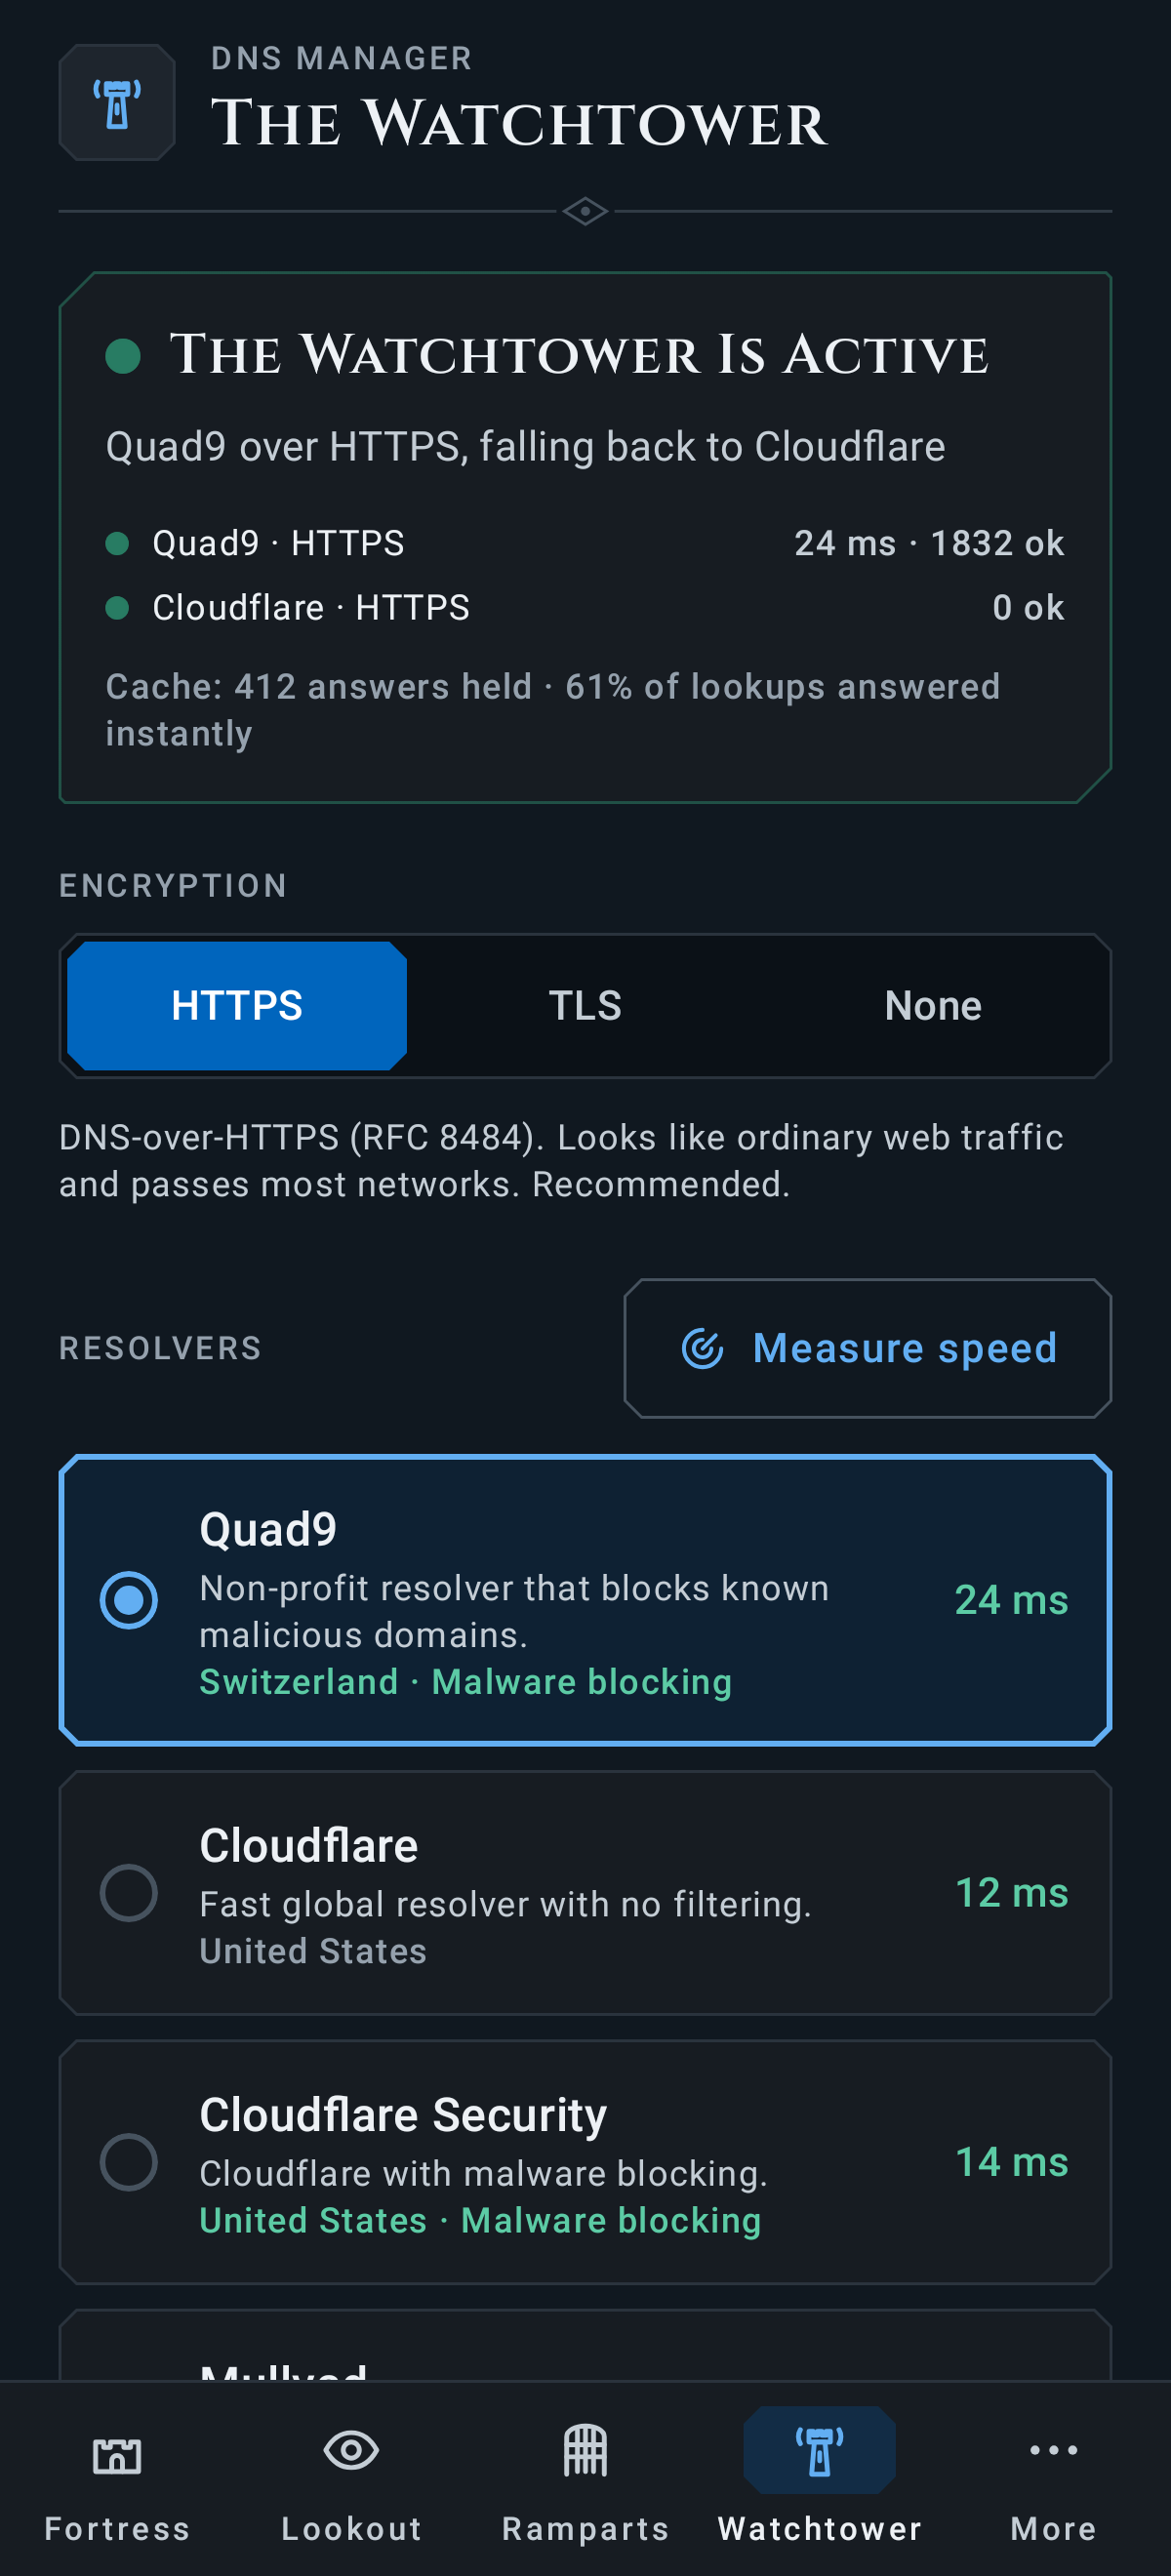 DNS MANAGER
The Watchtower
The Watchtower Is Active
Quad9 over HTTPS, falling back to Cloudflare
Quad9 · HTTPS 24 ms · 1832 ok
Cloudflare · HTTPS 0 ok
Cache: 412 answers held · 61% of lookups answered
instantly
ENCRYPTION
HTTPS TLS None
DNS-over-HTTPS (RFC 8484). Looks like ordinary web traffic
and passes most networks. Recommended.
RESOLVERS Measure speed
Quad9
Non-profit resolver that blocks known
malicious domains.
24 ms
Switzerland · Malware blocking
Cloudflare
Fast global resolver with no filtering.
12 ms
United States
Cloudflare Security
Cloudflare with malware blocking.
14 ms
United States · Malware blocking
Mullvad
Fortress Lookout Ramparts Watchtower More